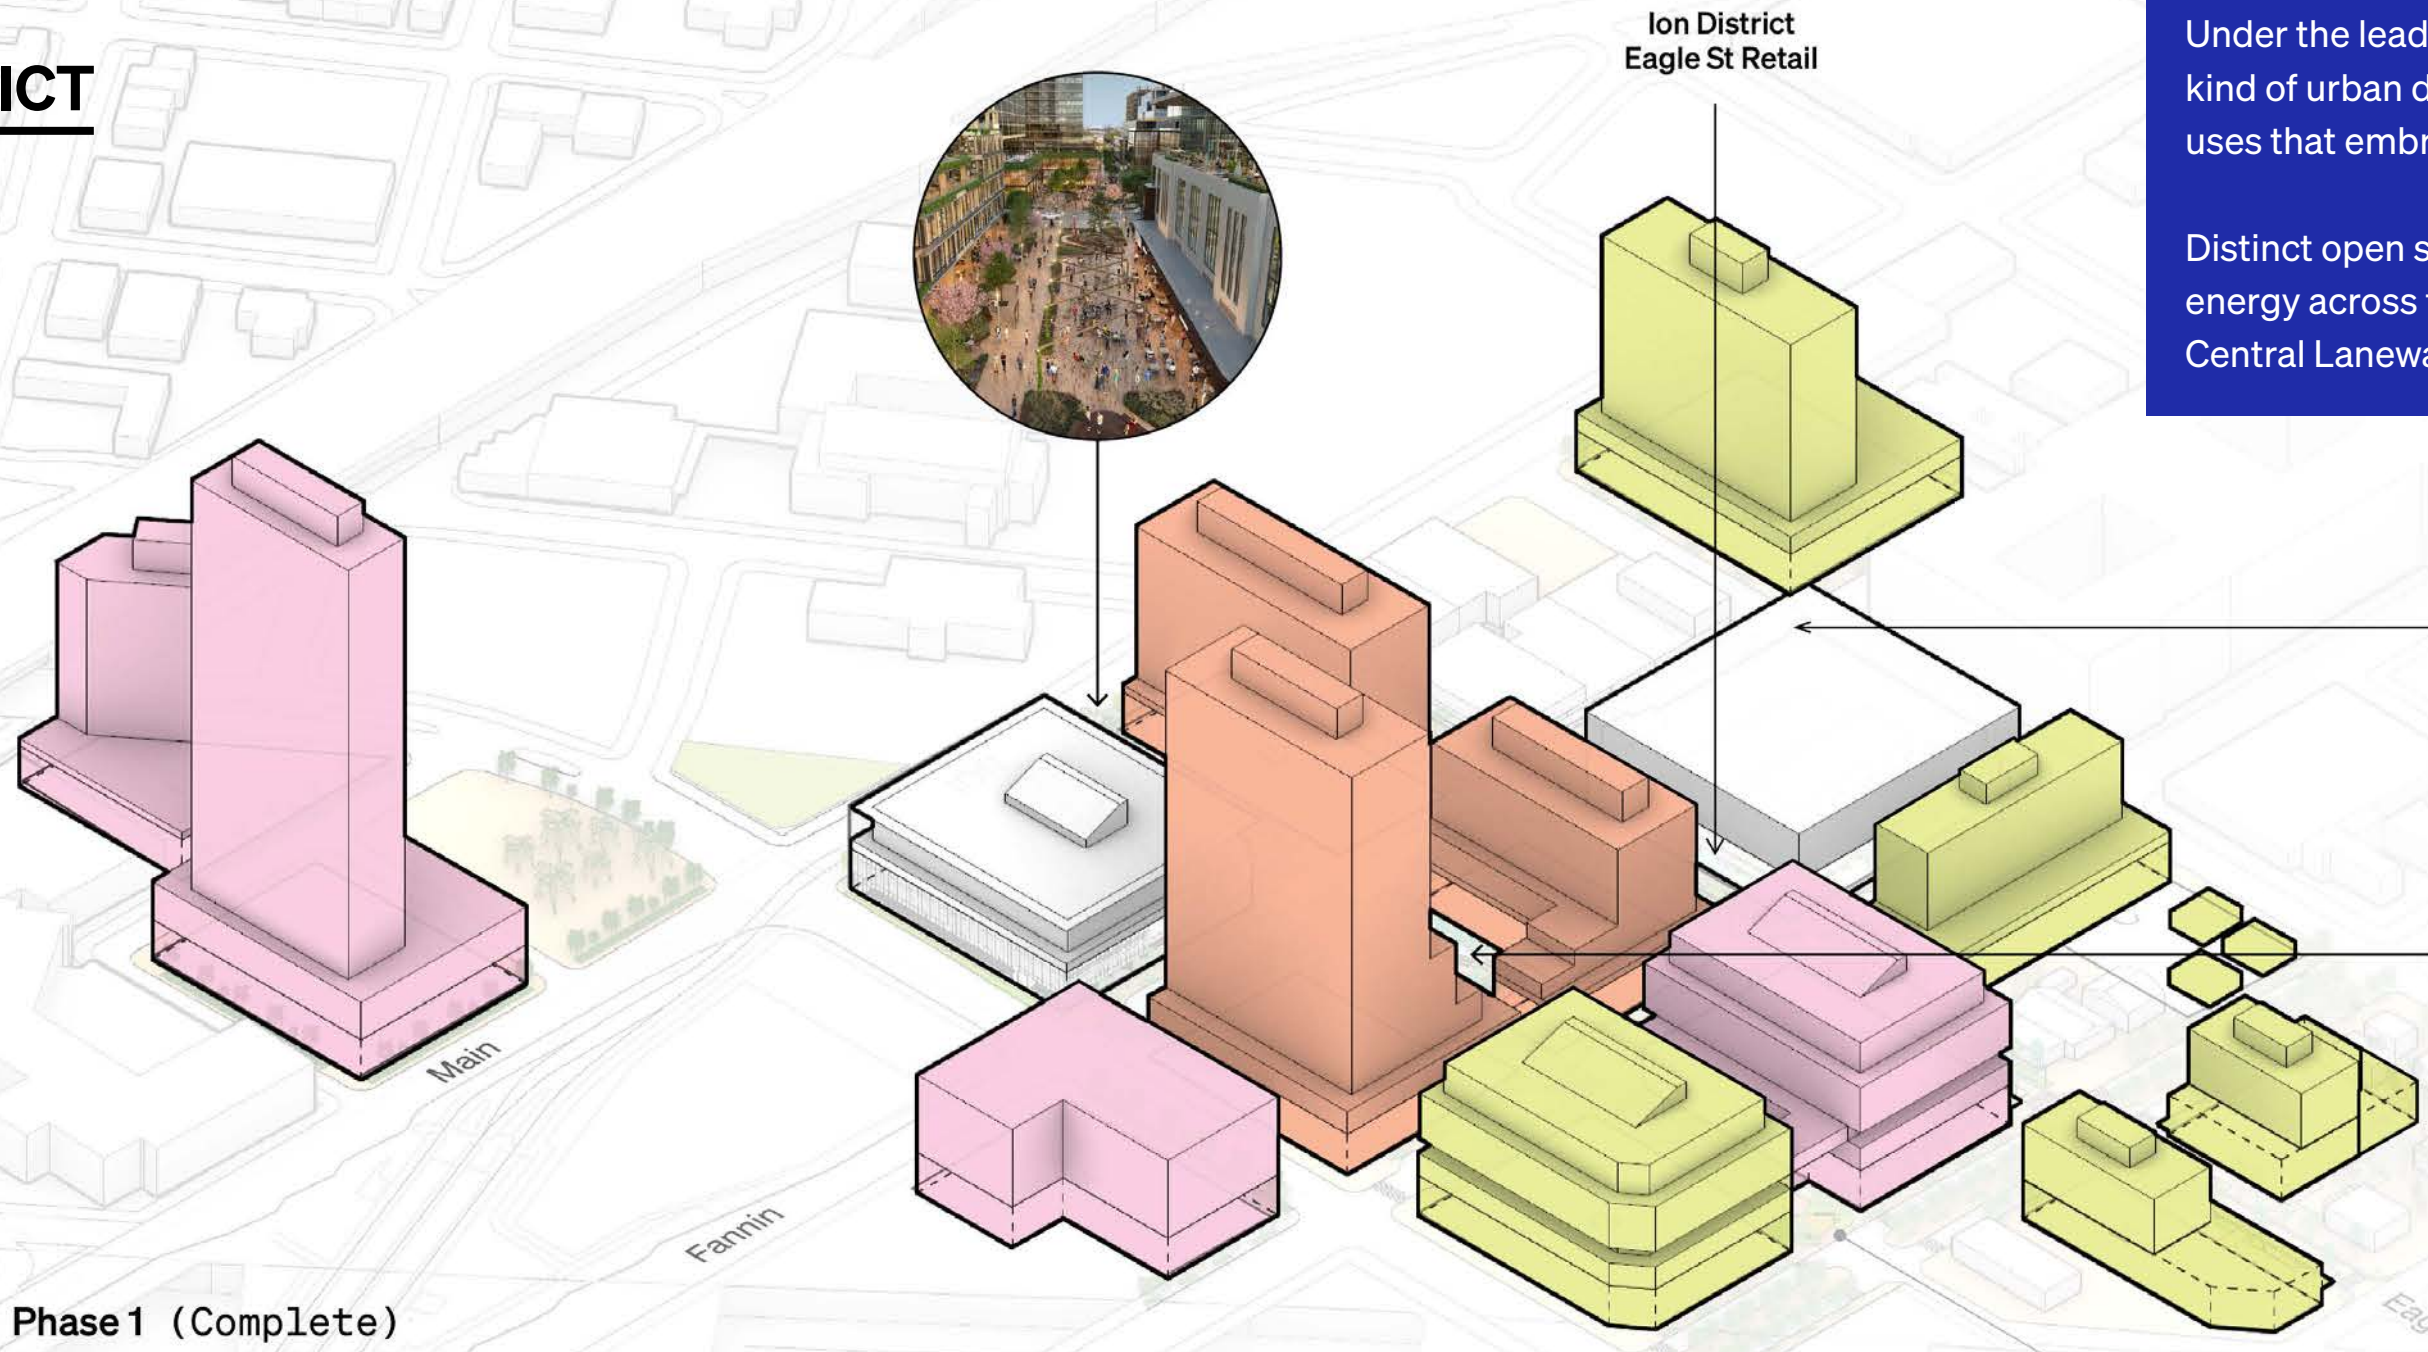 ICT
Ion District
Eagle St Retail
Under the lead
kind of urban d
uses that embr
Distinct open s
energy across
Central Lanewa
Main
Fannin
Eag
Phase 1 (Complete)